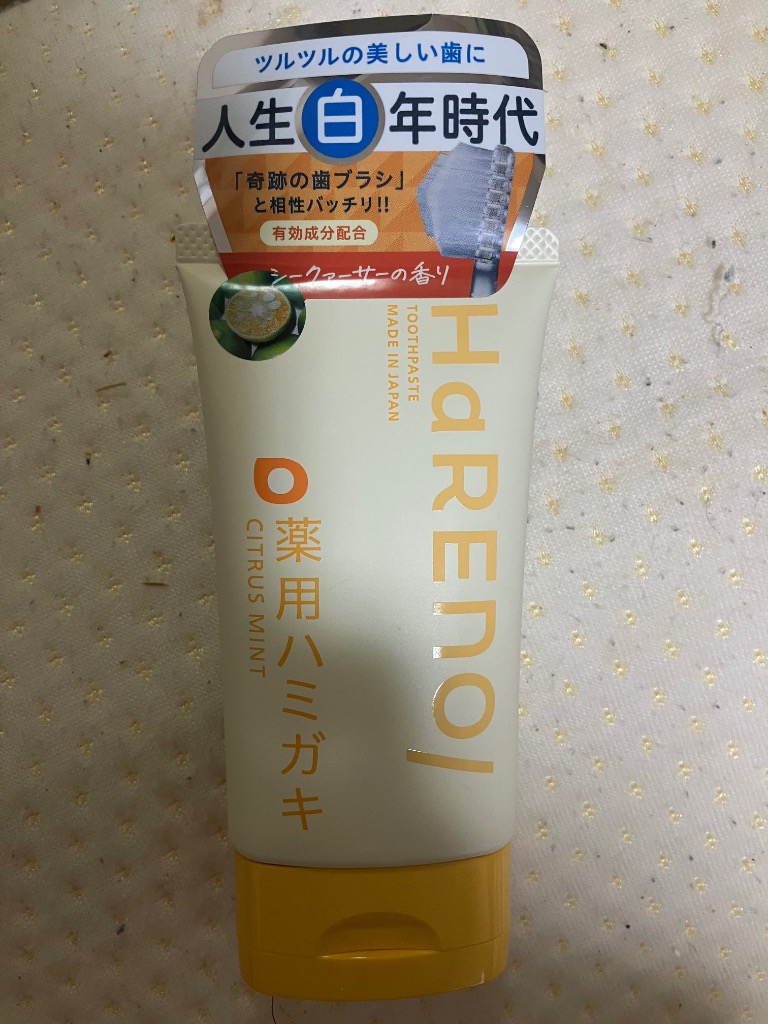 ツルツルの美しい歯に
人生白年時代
「奇跡の歯ブラシ」
と相性バッチリ!!
有効成分配合
シークァーサーの香り
HaRENO/
TOOTHPASTE
MADE IN JAPAN
薬用ハミガキ
CITRUS MINT